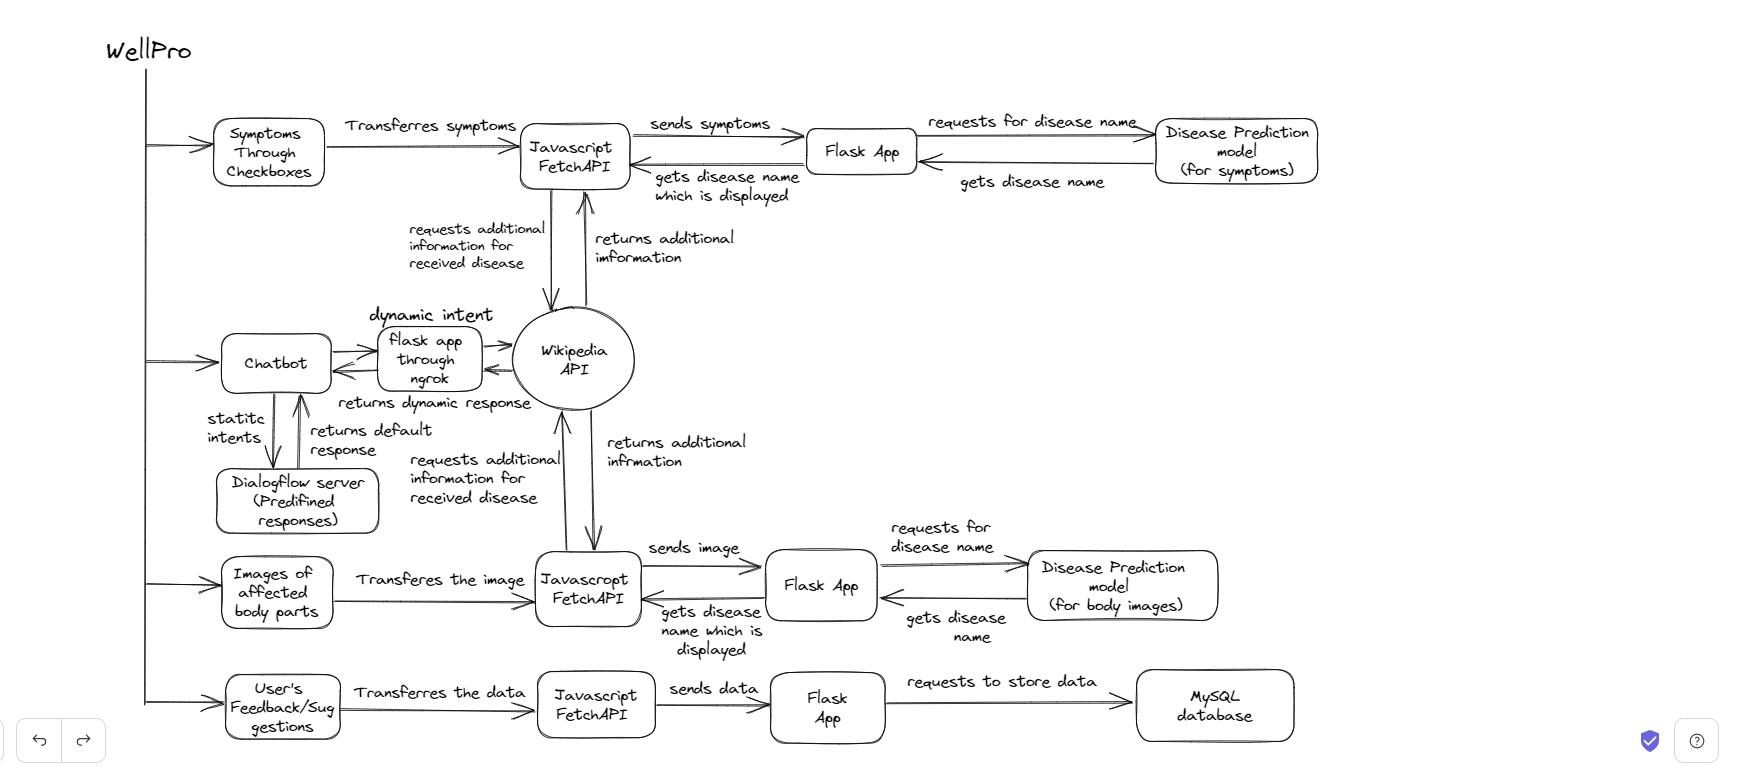 WellPro
Symptoms
Through
Checkboxes
Transferres symptoms
Javascript
FetchAPI
sends symptoms
gets disease name
which is displayed
Flask App
requests for disease name
gets disease name
Disease Prediction
model
(for symptoms)
requests additional
information for
received disease
returns additional
imformation
Chatbot
dynamic intent
flask app
through
ngrok
returns dynamic response
Wikipedia
API
statitc
intents
returns default
response
Dialogflow server
(Predifined
responses)
requests additional
information for
received disease
returns additional
infrmation
Images of
affected
body parts
Transferes the image
Javascropt
FetchAPI
sends image
gets disease
name which is
displayed
Flask App
requests for
disease name
gets disease
name
Disease Prediction
model
(for body images)
User's
Feedback/Sug
gestions
Transferres the data
Javascript
FetchAPI
sends data
Flask
App
requests to store data
MySQL
database